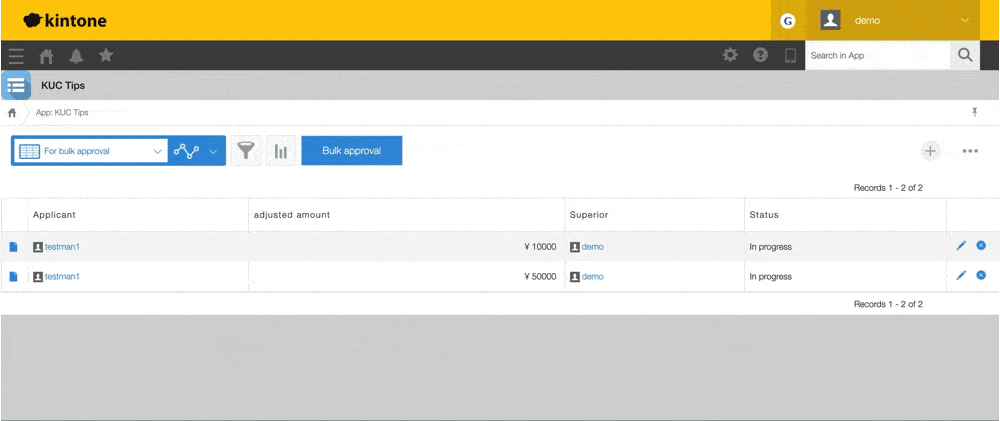 kintone
G
demo
Search in App
KUC Tips
App: KUC Tips
For bulk approval
Bulk approval
Records 1 - 2 of 2
Applicant adjusted amount Superior Status
testman1 ¥ 10000 demo In progress
testman1 ¥ 50000 demo In progress
Records 1 - 2 of 2